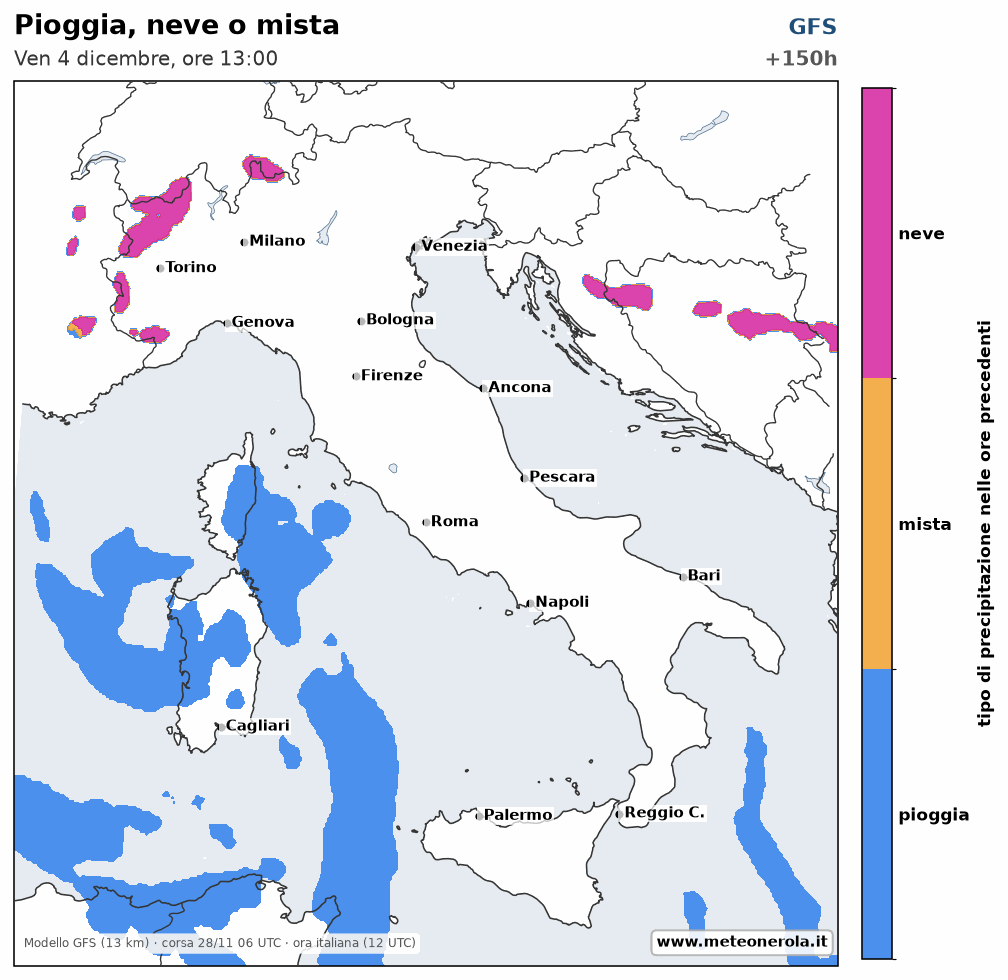 Pioggia, neve o mista
GFS
Ven 4 dicembre, ore 13:00
+150h
neve
Milano
Venezia
Torino
Genova
Bologna
Firenze
Ancona
Pescara
Roma
mista
Bari
Napoli
Cagliari
Palermo
Reggio C.
pioggia
tipo di precipitazione nelle ore precedenti
Modello GFS (13 km) · corsa 28/11 06 UTC · ora italiana (12 UTC)
www.meteonerola.it